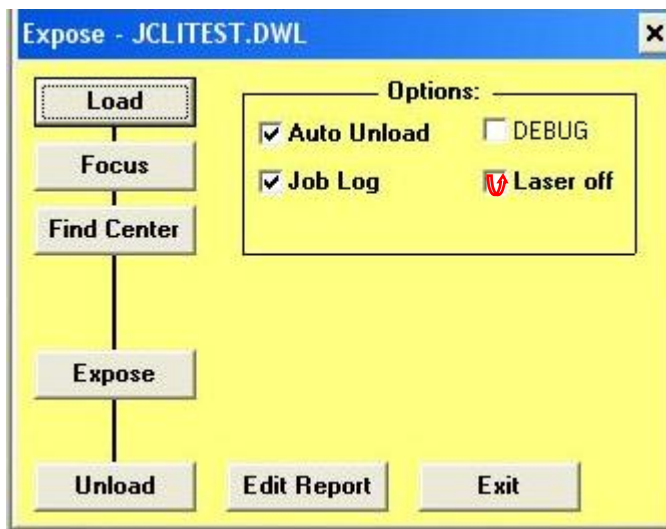 Expose - JCLITEST.DWL
Load
Focus
Find Center
Expose
Unload
Options:
Auto Unload
DEBUG
Job Log
Laser off
Edit Report
Exit